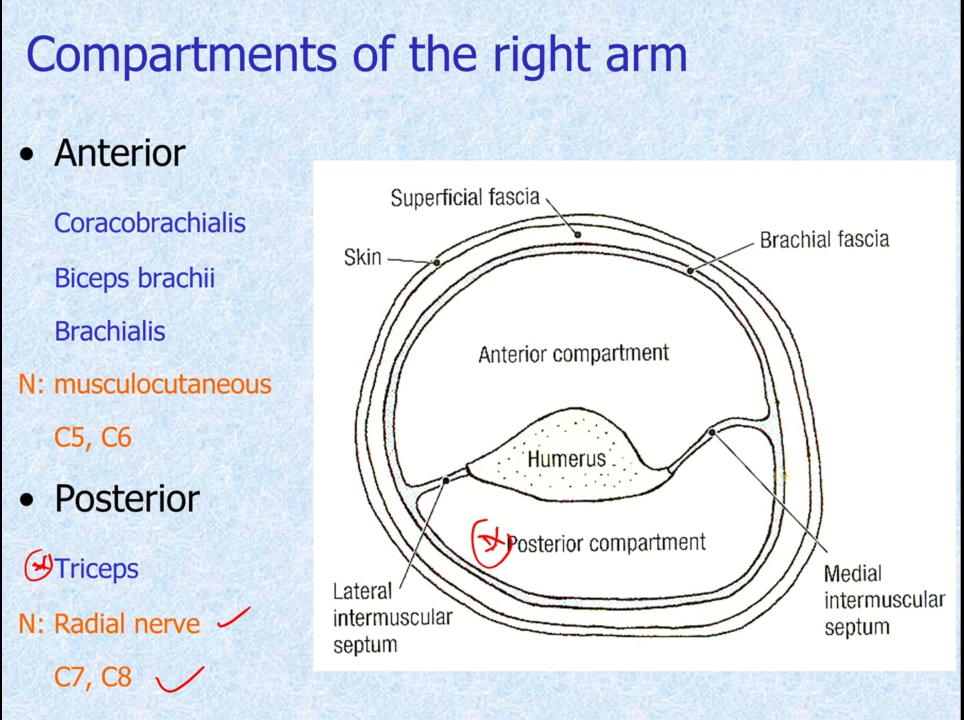 Compartments of the right arm
• Anterior
Coracobrachialis
Biceps brachii
Brachialis
N: musculocutaneous
C5, C6
• Posterior
Triceps
N: Radial nerve
C7, C8
Superficial fascia
Skin
Brachial fascia
Anterior compartment
Humerus
Posterior compartment
Lateral
intermuscular
septum
Medial
intermuscular
septum